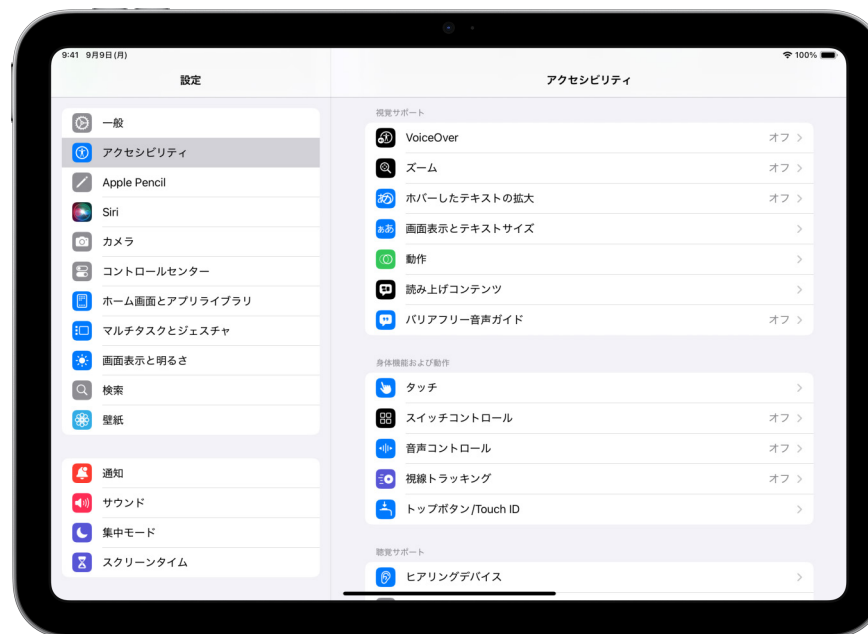 9:41 9月9日(月)
100%
設定
一般
アクセシビリティ
Apple Pencil
Siri
カメラ
コントロールセンター
ホーム画面とアプリライブラリ
マルチタスクとジェスチャ
画面表示と明るさ
検索
壁紙
通知
サウンド
集中モード
スクリーンタイム
アクセシビリティ
視覚サポート
VoiceOver オフ
ズーム オフ
ホバーしたテキストの拡大 オフ
ああ 画面表示とテキストサイズ
動作
読み上げコンテンツ
バリアフリー音声ガイド オフ
身体機能および動作
タッチ
スイッチコントロール オフ
音声コントロール オフ
視線トラッキング オフ
トップボタン/Touch ID
聴覚サポート
ヒアリングデバイス